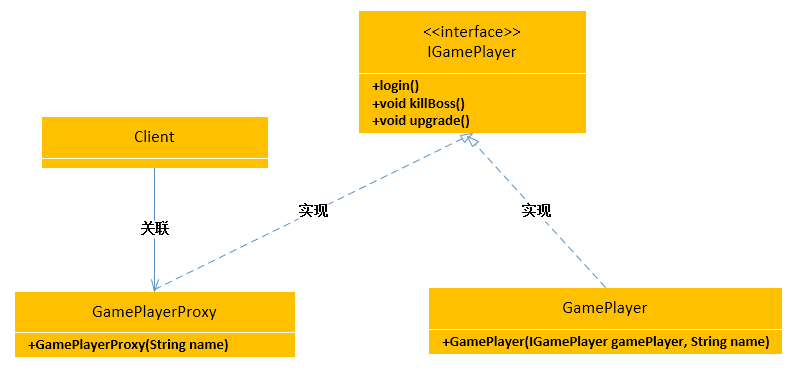 <<interface>>
IGamePlayer
+login()
+void killBoss()
+void upgrade()
Client
实现
实现
关联
GamePlayerProxy
+GamePlayerProxy(String name)
GamePlayer
+GamePlayer(IGamePlayer gamePlayer, String name)